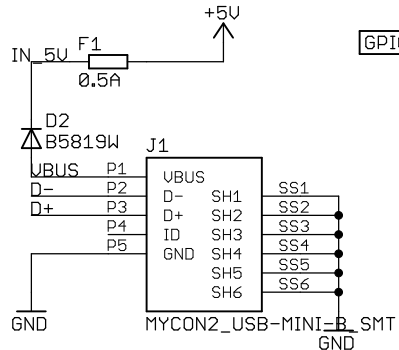 +5V
F1
IN_5V
0.5A
GPI
D2
B5819W
J1
VBUS P1 VBUS
D- P2 D- SH1 SS1
D+ P3 D+ SH2 SS2
P4 ID SH3 SS3
P5 GND SH4 SS4
SH5 SS5
SH6 SS6
GND
MYCON2_USB-MINI-B_SMT
GND